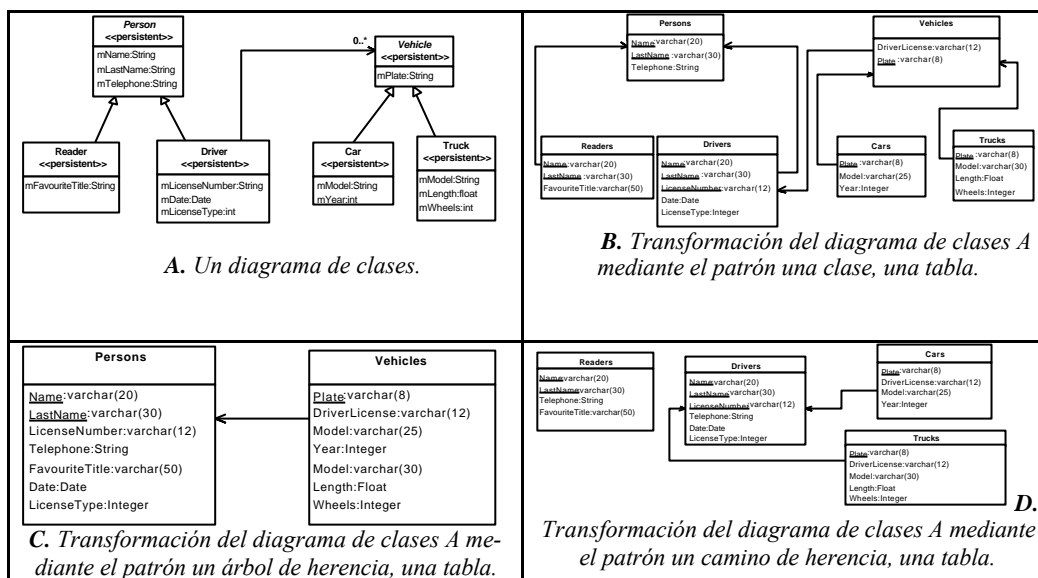 Person
<<persistent>>
mName:String
mLastName:String
mTelephone:String
0..*
Vehicle
<<persistent>>
mPlate:String
Reader
<<persistent>>
mFavouriteTitle:String
Driver
<<persistent>>
mLicenseNumber:String
mDate:Date
mLicenseType:int
Car
<<persistent>>
mModel:String
mYear:int
Truck
<<persistent>>
mModel:String
mLength:float
mWheels:int
A. Un diagrama de clases.
Persons
Name:varchar(20)
LastName:varchar(30)
Telephone:String
Vehicles
DriverLicense:varchar(12)
Plate :varchar(8)
Readers
Name:varchar(20)
LastName:varchar(30)
FavouriteTitle:varchar(50)
Drivers
Name:varchar(20)
LastName:varchar(30)
LicenseNumber:varchar(12)
Date:Date
LicenseType:Integer
Cars
Plate:varchar(8)
Model:varchar(25)
Year:Integer
Trucks
Plate:varchar(8)
Model:varchar(30)
Length:Float
Wheels:Integer
B. Transformación del diagrama de clases A
mediante el patrón una clase, una tabla.
Persons
Name:varchar(20)
LastName:varchar(30)
LicenseNumber:varchar(12)
Telephone:String
FavouriteTitle:varchar(50)
Date:Date
LicenseType:Integer
Vehicles
Plate:varchar(8)
DriverLicense:varchar(12)
Model:varchar(25)
Year:Integer
Model:varchar(30)
Length:Float
Wheels:Integer
C. Transformación del diagrama de clases A me-
diante el patrón un árbol de herencia, una tabla.
Readers
Name:varchar(20)
LastName:varchar(30)
Telephone:String
FavouriteTitle:varchar(50)
Drivers
Name:varchar(20)
LastName:varchar(30)
LicenseNumber:varchar(12)
Telephone:String
Date:Date
LicenseType:Integer
Cars
Plate:varchar(8)
DriverLicense:varchar(12)
Model:varchar(25)
Year:Integer
Trucks
Plate:varchar(8)
DriverLicense:varchar(12)
Model:varchar(30)
Length:Float
Wheels:Integer
D.
Transformación del diagrama de clases A mediante
el patrón un camino de herencia, una tabla.